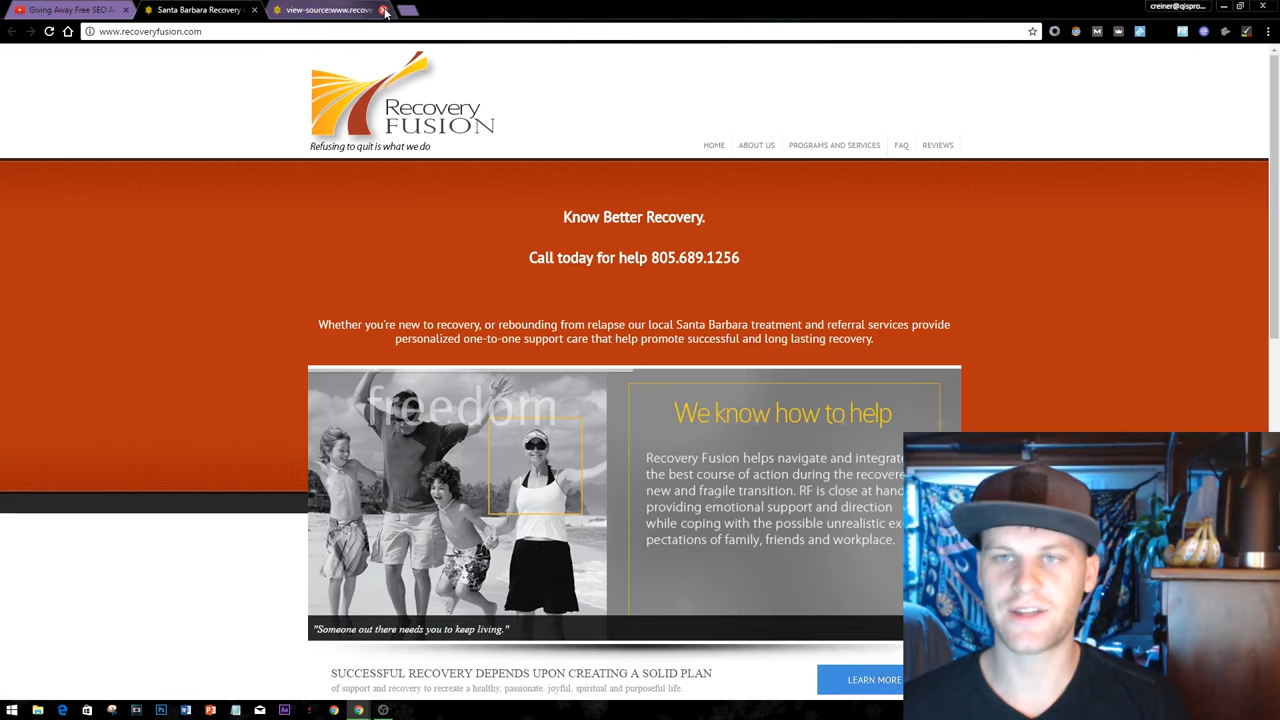 Giving Away Free SEO A
Santa Barbara Recovery
view-source:www.recove
creiner@qispro...
www.recoveryfusion.com
Recovery
FUSION
Refusing to quit is what we do
HOME
ABOUT US
PROGRAMS AND SERVICES
FAQ
REVIEWS
Know Better Recovery.
Call today for help 805.689.1256
Whether you're new to recovery, or rebounding from relapse our local Santa Barbara treatment and referral services provide
personalized one-to-one support care that help promote successful and long lasting recovery.
freedom
We know how to help
Recovery Fusion helps navigate and integrate
the best course of action during the recovere
new and fragile transition. RF is close at hand
providing emotional support and direction
while coping with the possible unrealistic ex-
pectations of family, friends and workplace.
"Someone out there needs you to keep living."
SUCCESSFUL RECOVERY DEPENDS UPON CREATING A SOLID PLAN
of support and recovery to recreate a healthy, passionate, joyful, spiritual and purposeful life.
LEARN MORE